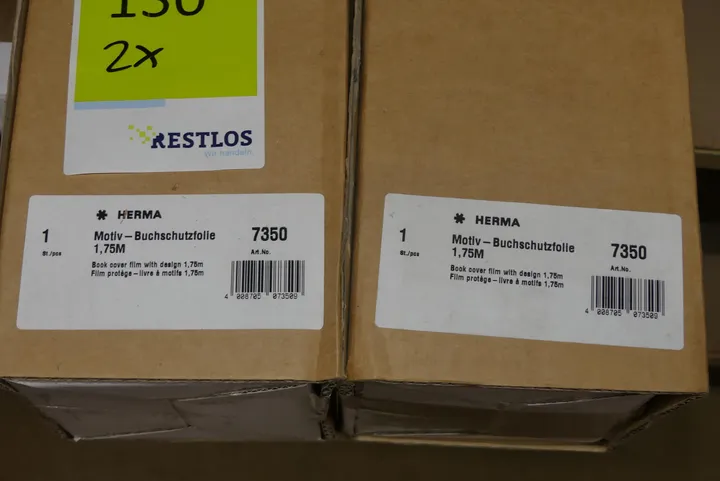 130
2x
RESTLOS
HERMA
1
St./pcs
Motiv – Buchschutzfolie
1,75M
7350
Art.No.
Book cover film with design 1,75m
Film protège – livre à motifs 1,75m
4 008705 073509
HERMA
1
St./pcs
Motiv – Buchschutzfolie
1,75M
7350
Art.No.
Book cover film with design 1,75m
Film protège – livre à motifs 1,75m
4 008705 073509